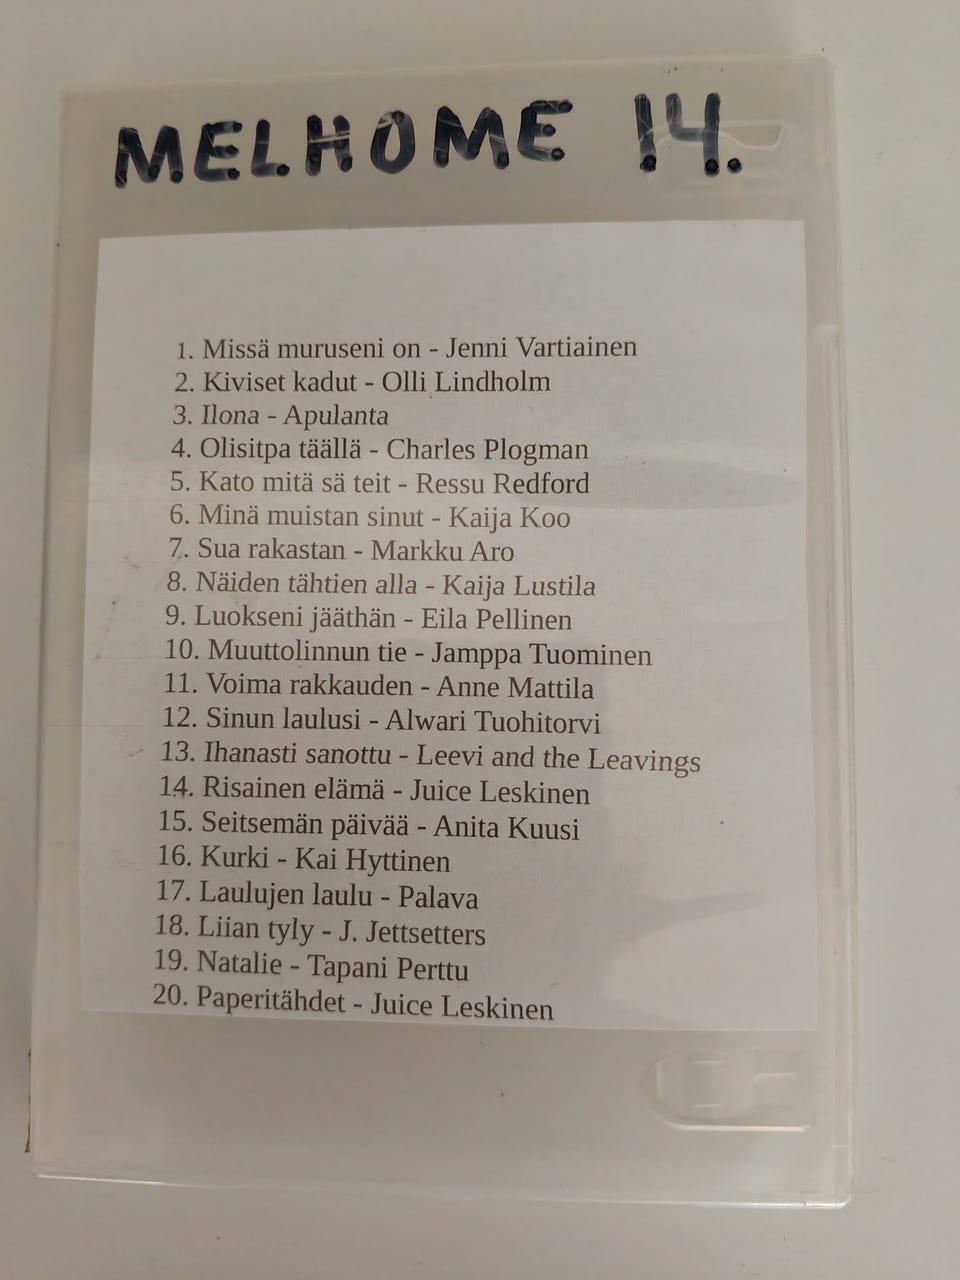 MELHOME 14.
1. Missä muruseni on - Jenni Vartiainen
2. Kiviset kadut - Olli Lindholm
3. Ilona - Apulanta
4. Olisitpa täällä - Charles Plogman
5. Kato mitä sä teit - Ressu Redford
6. Minä muistan sinut - Kaija Koo
7. Sua rakastan - Markku Aro
8. Näiden tähtien alla - Kaija Lustila
9. Luokseni jääthän - Eila Pellinen
10. Muuttolinnun tie - Jamppa Tuominen
11. Voima rakkauden - Anne Mattila
12. Sinun laulusi - Alwari Tuohitorvi
13. Ihanasti sanottu - Leevi and the Leavings
14. Risainen elämä - Juice Leskinen
15. Seitsemän päivää - Anita Kuusi
16. Kurki - Kai Hyttinen
17. Laulujen laulu - Palava
18. Liian tyly - J. Jettsetters
19. Natalie - Tapani Perttu
20. Paperitähdet - Juice Leskinen